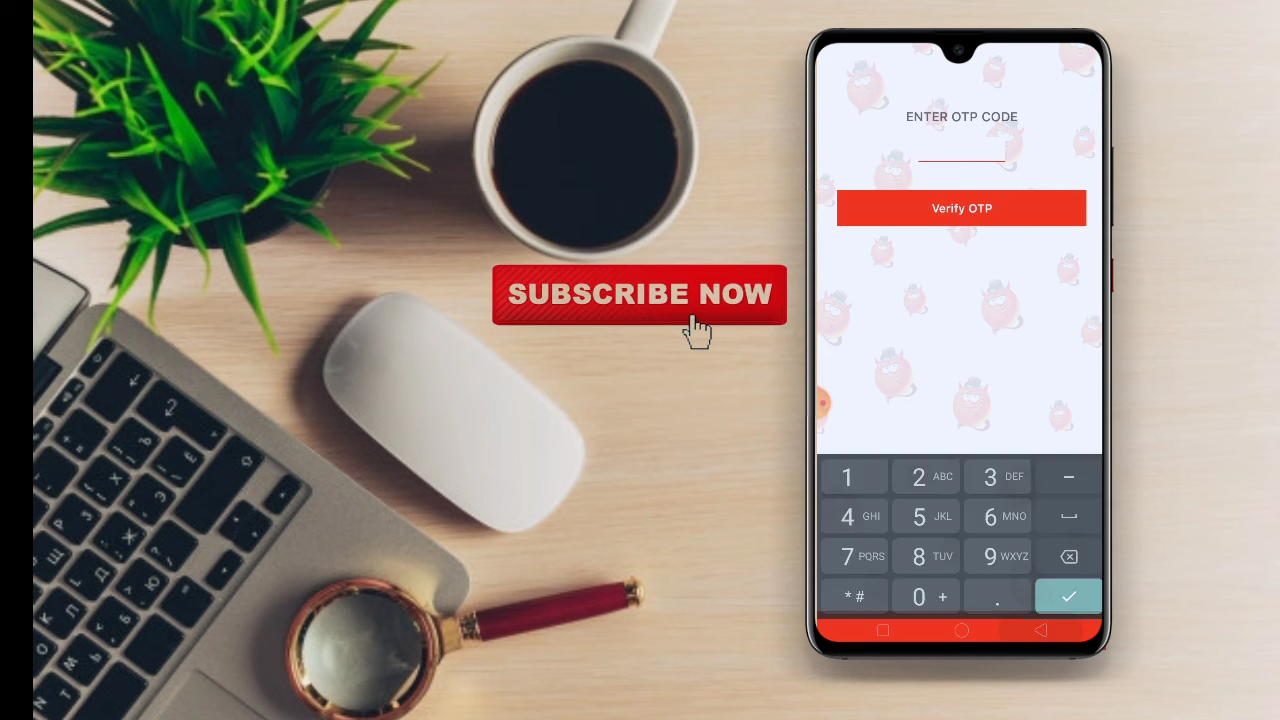 ENTER OTP CODE
Verify OTP
SUBSCRIBE NOW
1
2 ABC
3 DEF
–
4 GHI
5 JKL
6 MNO
7 PQRS
8 TUV
9 WXYZ
* #
0 +
.